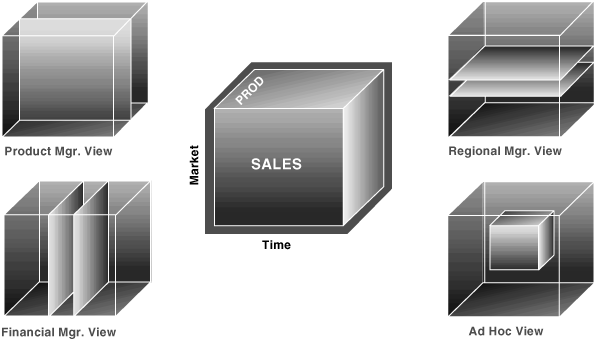 PROD
SALES
Market
Time
Product Mgr. View
Regional Mgr. View
Financial Mgr. View
Ad Hoc View